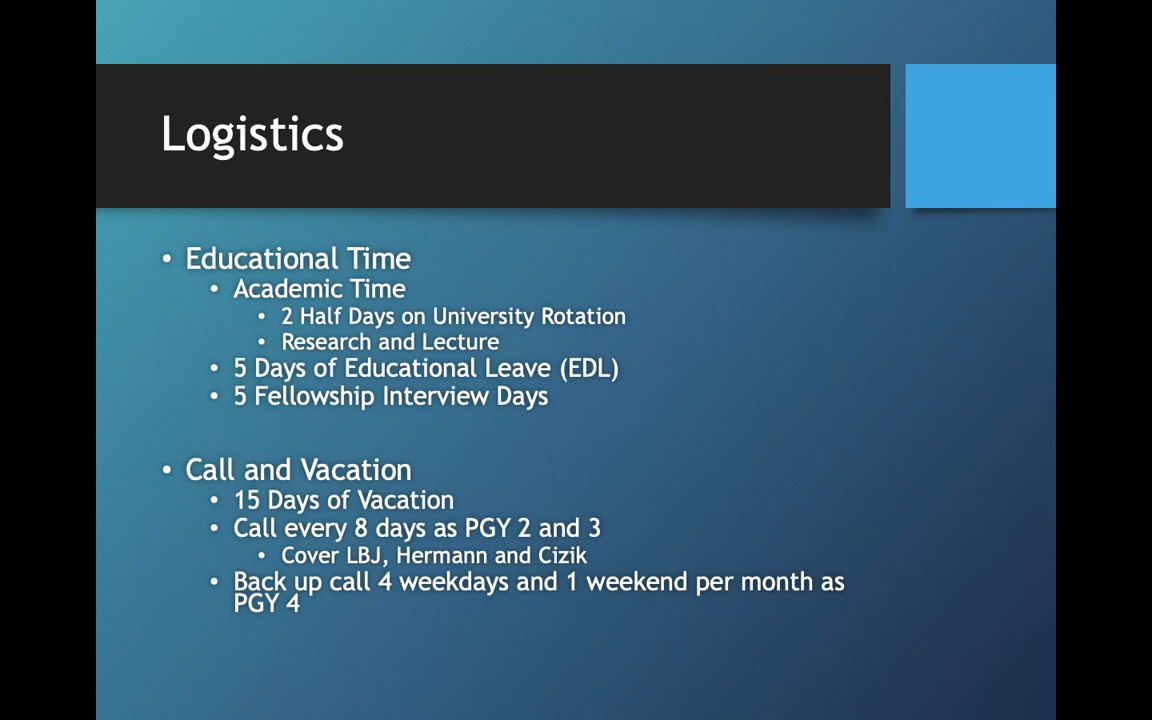 Logistics
• Educational Time
• Academic Time
• 2 Half Days on University Rotation
• Research and Lecture
• 5 Days of Educational Leave (EDL)
• 5 Fellowship Interview Days
• Call and Vacation
• 15 Days of Vacation
• Call every 8 days as PGY 2 and 3
• Cover LBJ, Hermann and Cizik
• Back up call 4 weekdays and 1 weekend per month as
PGY 4